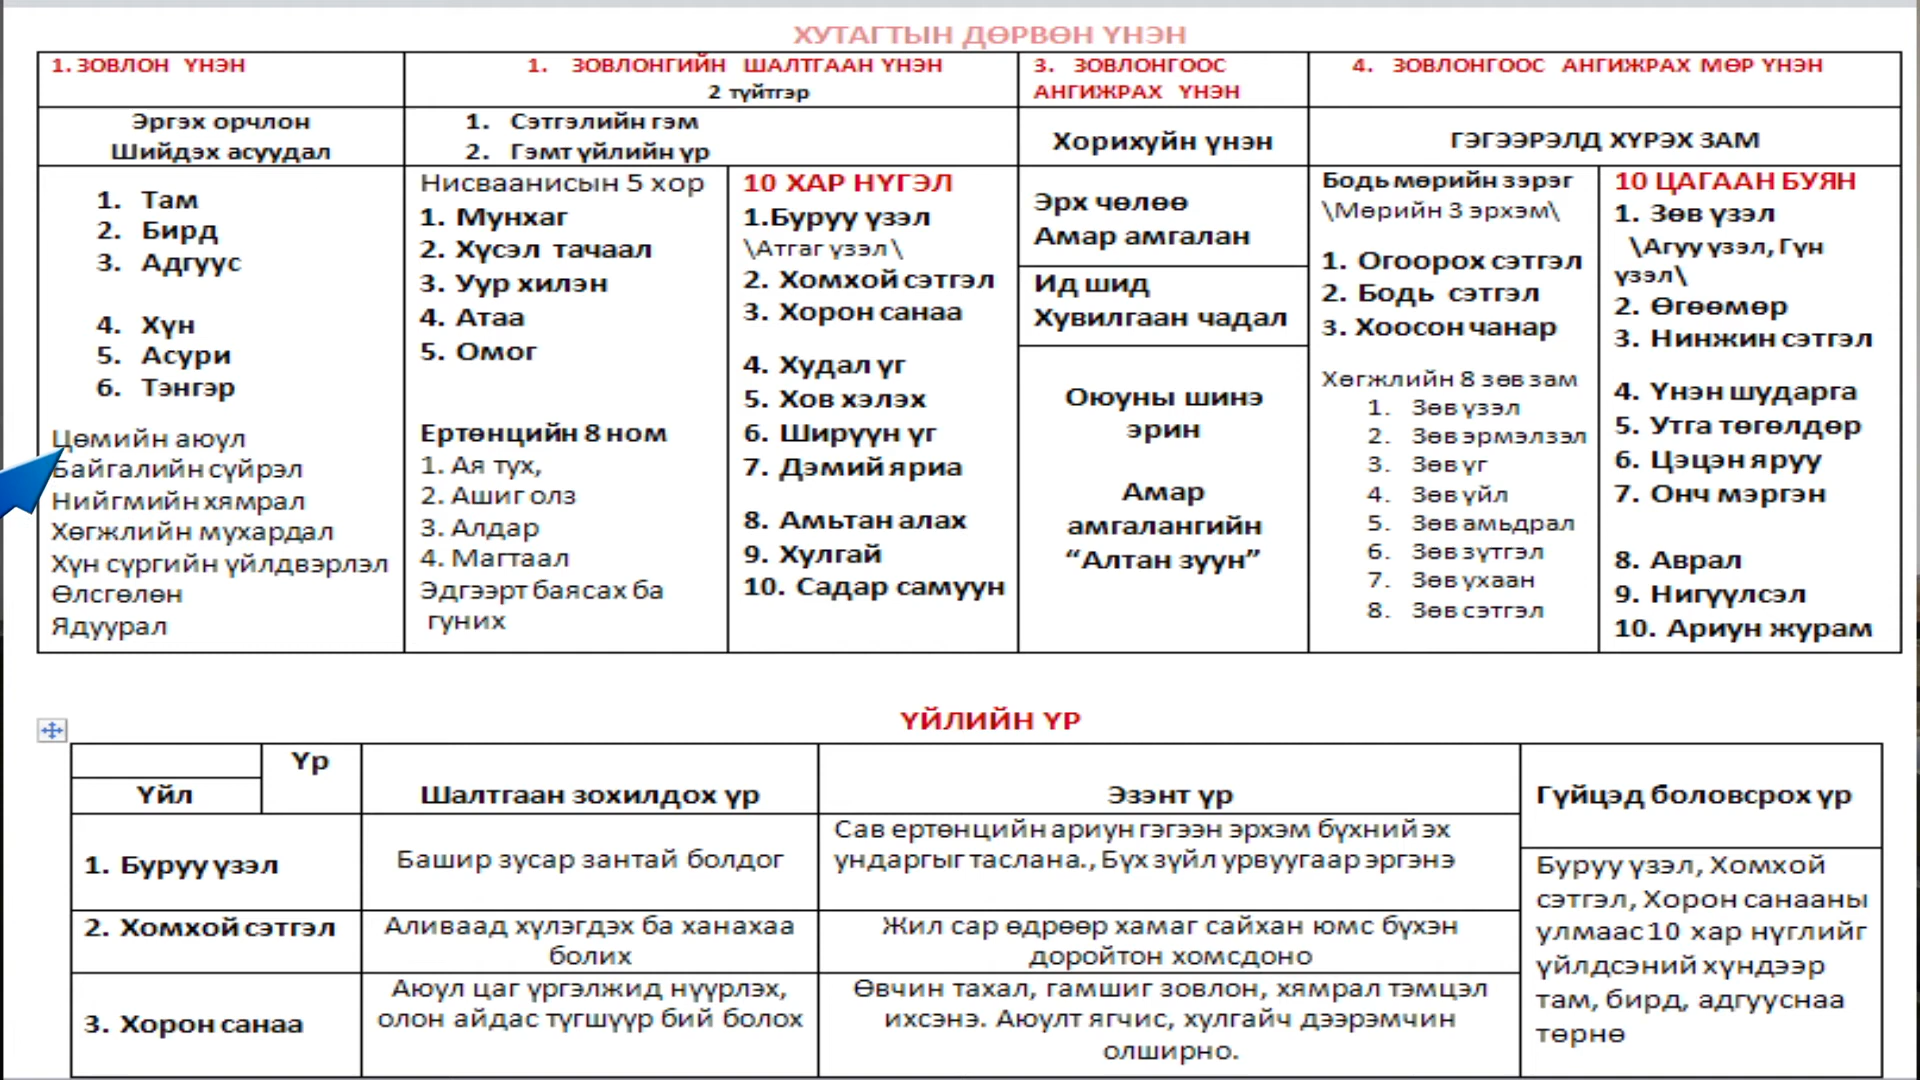 ХУТАГТЫН ДӨРВӨН ҮНЭН
1. ЗОВЛОН ҮНЭН
1. ЗОВЛОНГИЙН ШАЛТГААН ҮНЭН
2 түйтгэр
3. ЗОВЛОНГООС
АНГИЖРАХ ҮНЭН
4. ЗОВЛОНГООС АНГИЖРАХ МӨР ҮНЭН
Эргэх орчлон
Шийдэх асуудал
1. Сэтгэлийн гэм
2. Гэмт үйлийн үр
Хорихуйн үнэн
ГЭГЭЭРЭЛД ХҮРЭХ ЗАМ
1. Там
2. Бирд
3. Адгуус
4. Хүн
5. Асури
6. Тэнгэр
Цөмийн аюул
Байгалийн сүйрэл
Нийгмийн хямрал
Хөгжлийн мухардал
Хүн сүргийн үйлдвэрлэл
Өлсгөлөн
Ядуурал
Нисваанисын 5 хор
1. Мунхаг
2. Хүсэл тачаал
3. Уур хилэн
4. Атаа
5. Омог
Ертөнцийн 8 ном
1. Ая тух,
2. Ашиг олз
3. Алдар
4. Магтаал
Эдгээрт баясах ба
гуних
10 ХАР НҮГЭЛ
1.Буруу үзэл
\Атгаг үзэл\
2. Хомхой сэтгэл
3. Хорон санаа
4. Худал үг
5. Хов хэлэх
6. Ширүүн үг
7. Дэмий яриа
8. Амьтан алах
9. Хулгай
10. Садар самуун
Эрх чөлөө
Амар амгалан
Ид шид
Хувилгаан чадал
Оюуны шинэ
эрин
Амар
амгалангийн
“Алтан зуун”
Бодь мөрийн зэрэг
\Мөрийн 3 эрхэм\
1. Огоорох сэтгэл
2. Бодь сэтгэл
3. Хоосон чанар
Хөгжлийн 8 зөв зам
1. Зөв үзэл
2. Зөв эрмэлзэл
3. Зөв үг
4. Зөв үйл
5. Зөв амьдрал
6. Зөв зүтгэл
7. Зөв ухаан
8. Зөв сэтгэл
10 ЦАГААН БУЯН
1. Зөв үзэл
\Агуу үзэл, Гүн
үзэл\
2. Өгөөмөр
3. Нинжин сэтгэл
4. Үнэн шударга
5. Утга төгөлдөр
6. Цэцэн яруу
7. Онч мэргэн
8. Аврал
9. Нигүүлсэл
10. Ариун журам
ҮЙЛИЙН ҮР
Үр
Үйл
Шалтгаан зохилдох үр
Эзэнт үр
Гүйцэд боловсрох үр
1. Буруу үзэл
Башир зусар зантай болдог
Сав ертөнцийн ариун гэгээн эрхэм бүхний эх
ундаргыг таслана., Бүх зүйл урвуугаар эргэнэ
2. Хомхой сэтгэл
Аливаад хүлэгдэх ба ханахаа
болих
Жил сар өдрөөр хамаг сайхан юмс бүхэн
доройтон хомсдоно
3. Хорон санаа
Аюул цаг үргэлжид нүүрлэх,
олон айдас түгшүүр бий болох
Өвчин тахал, гамшиг зовлон, хямрал тэмцэл
ихсэнэ. Аюулт ягчис, хулгайч дээрэмчин
олширно.
Буруу үзэл, Хомхой
сэтгэл, Хорон санааны
улмаас 10 хар нүглийг
үйлдсэний хүндээр
там, бирд, адгууснаа
төрнө